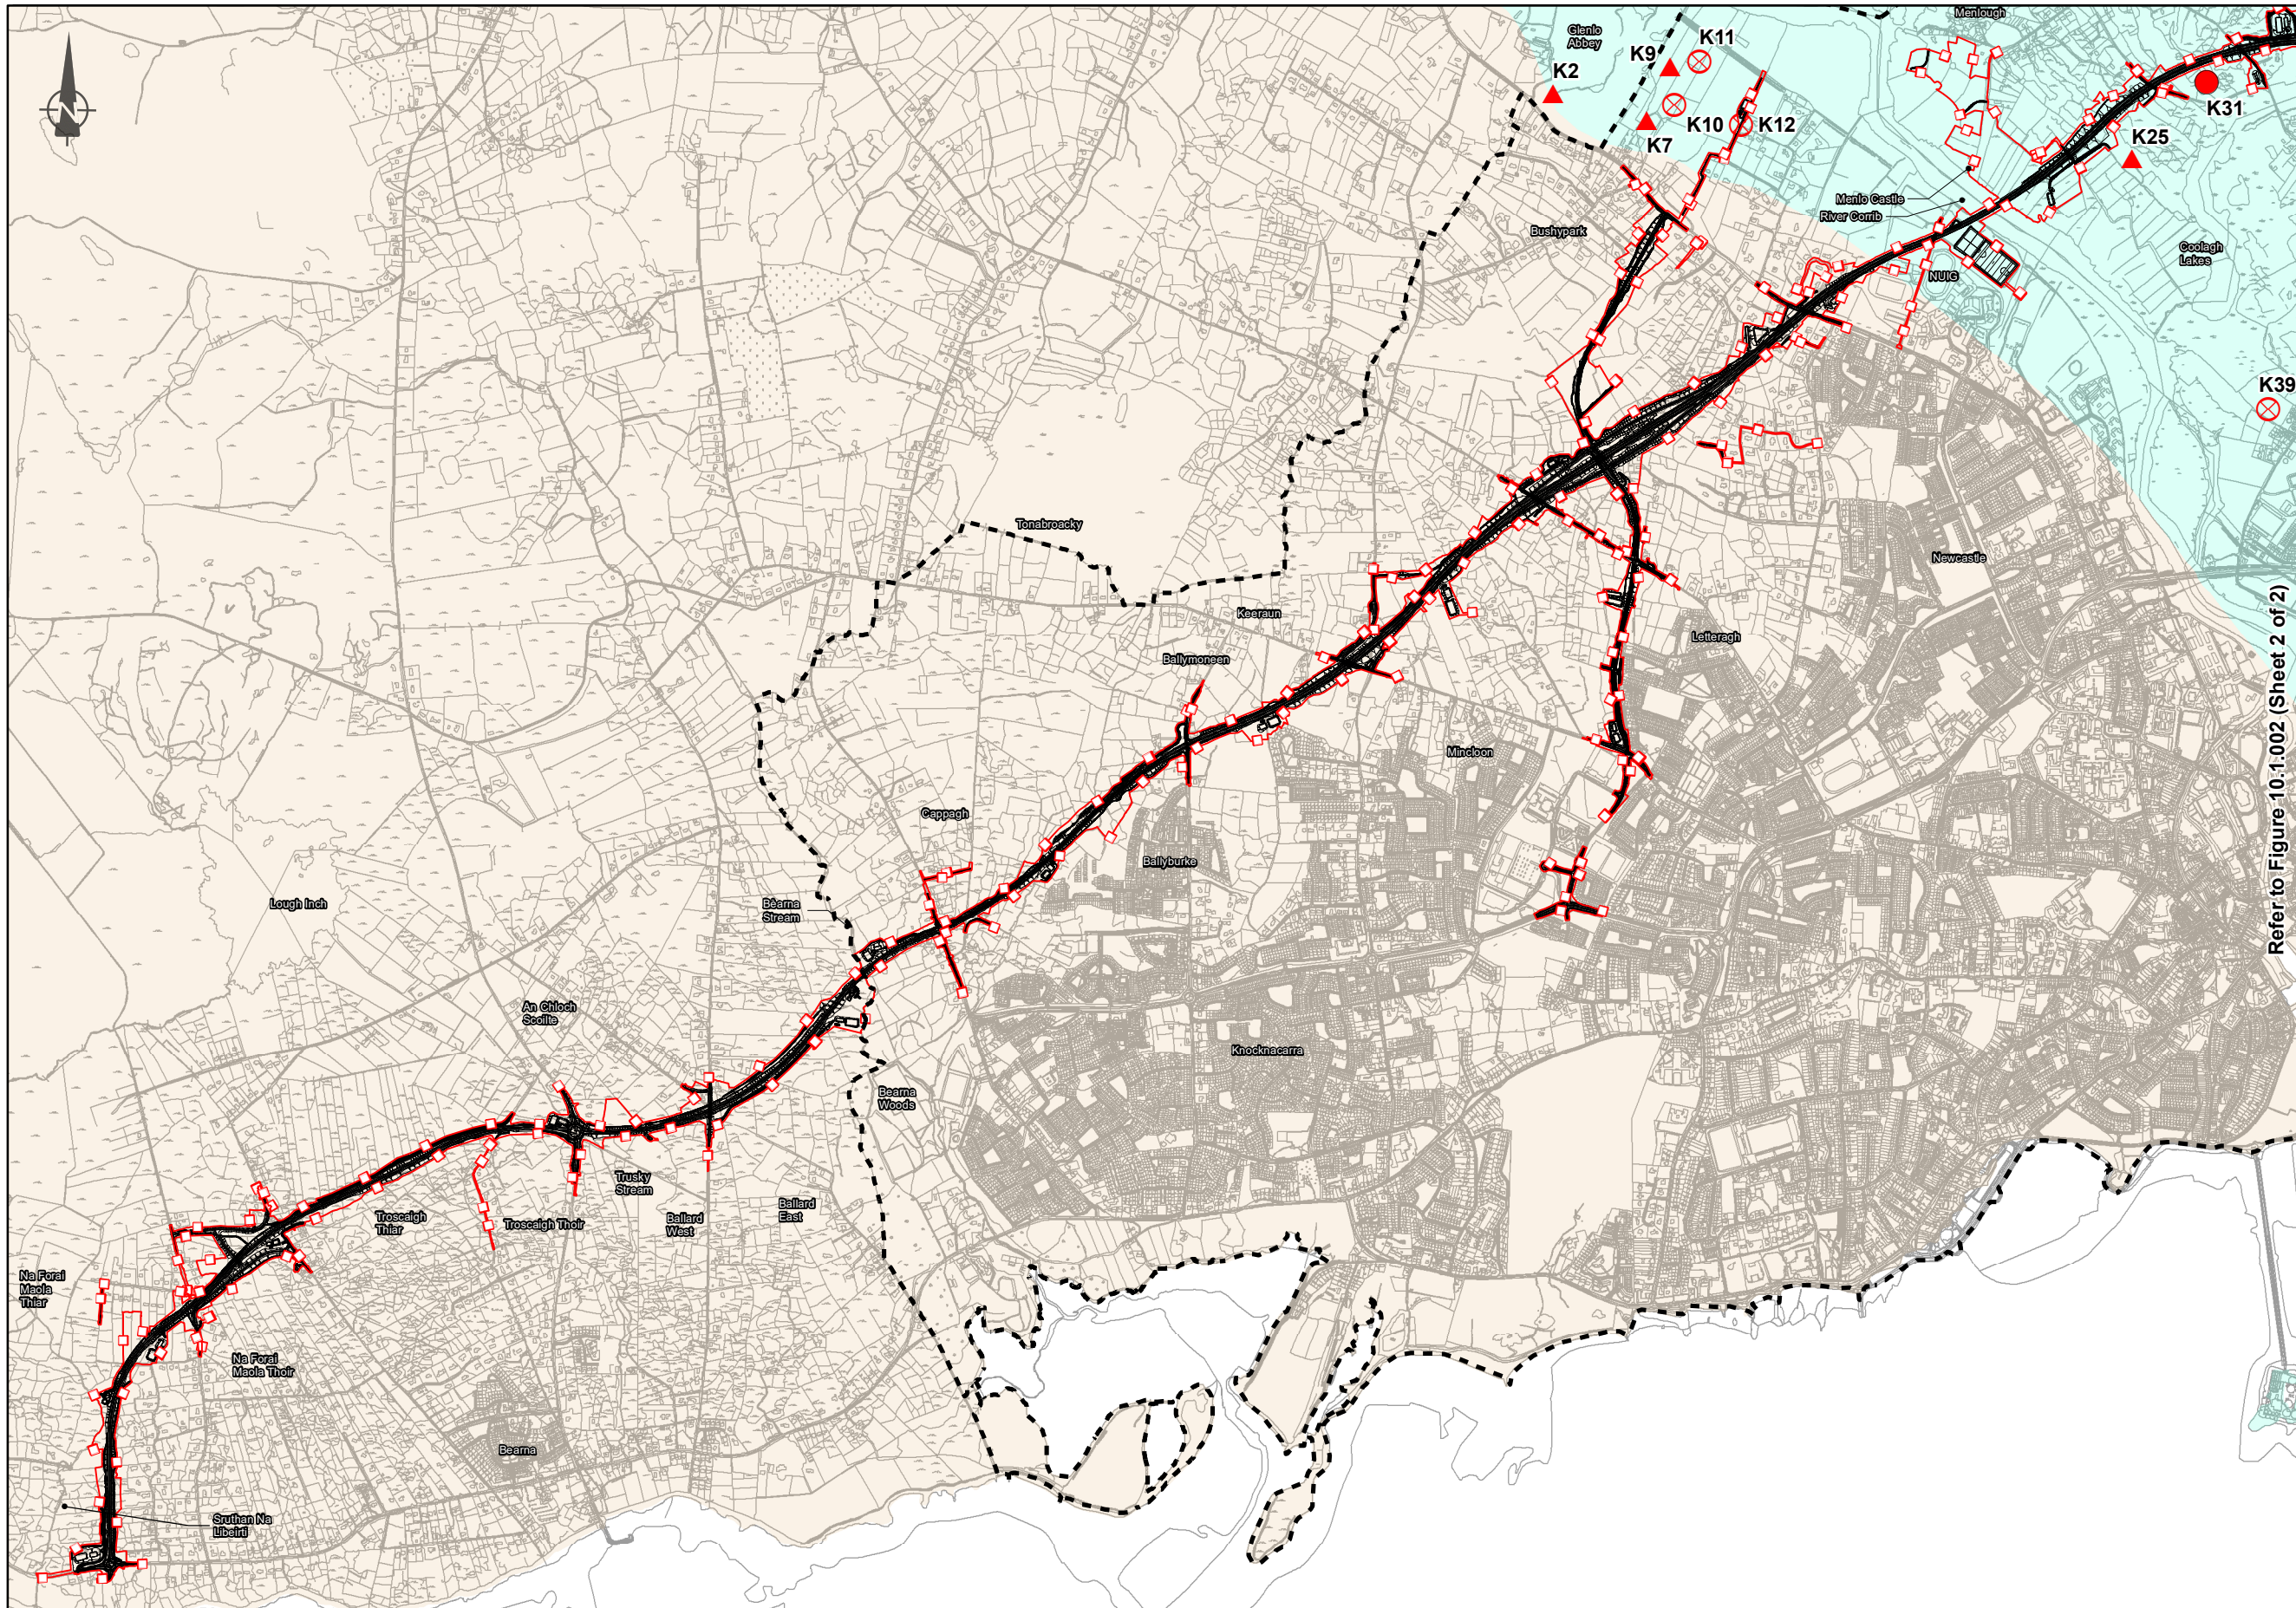 N
Menlough
Glenlo
Abbey
K2
K9
K11
K10
K7
K12
K31
K25
Menlo Castle
River Corrib
Bushypark
Coolagh
Lakes
NUIG
K39
Tonabroacky
Newcastle
Keeraun
Letteragh
Ballymoneen
Mincloon
Cappagh
Ballyburke
Lough Inch
Béarna
Stream
An Chloch
Scoilte
Knocknacarra
Bearna
Woods
Trusky
Stream
Troscaigh
Thiar
Troscaigh Thoir
Ballard
West
Ballard
East
Na Forai
Maola
Thiar
Na Forai
Maola Thoir
Bearna
Sruthan Na
Libeirti
Refer to Figure 10.1.002 (Sheet 2 of 2)